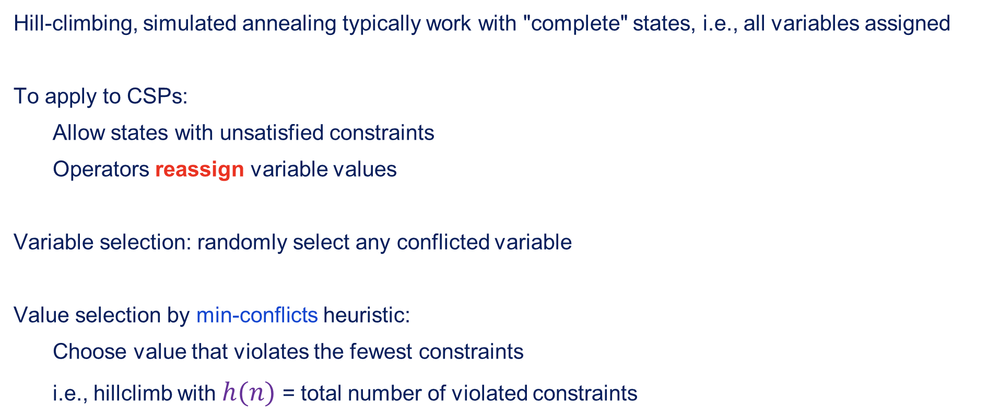 Hill-climbing, simulated annealing typically work with "complete" states, i.e., all variables assigned
To apply to CSPs:
Allow states with unsatisfied constraints
Operators reassign variable values
Variable selection: randomly select any conflicted variable
Value selection by min-conflicts heuristic:
Choose value that violates the fewest constraints
i.e., hillclimb with h(n) = total number of violated constraints